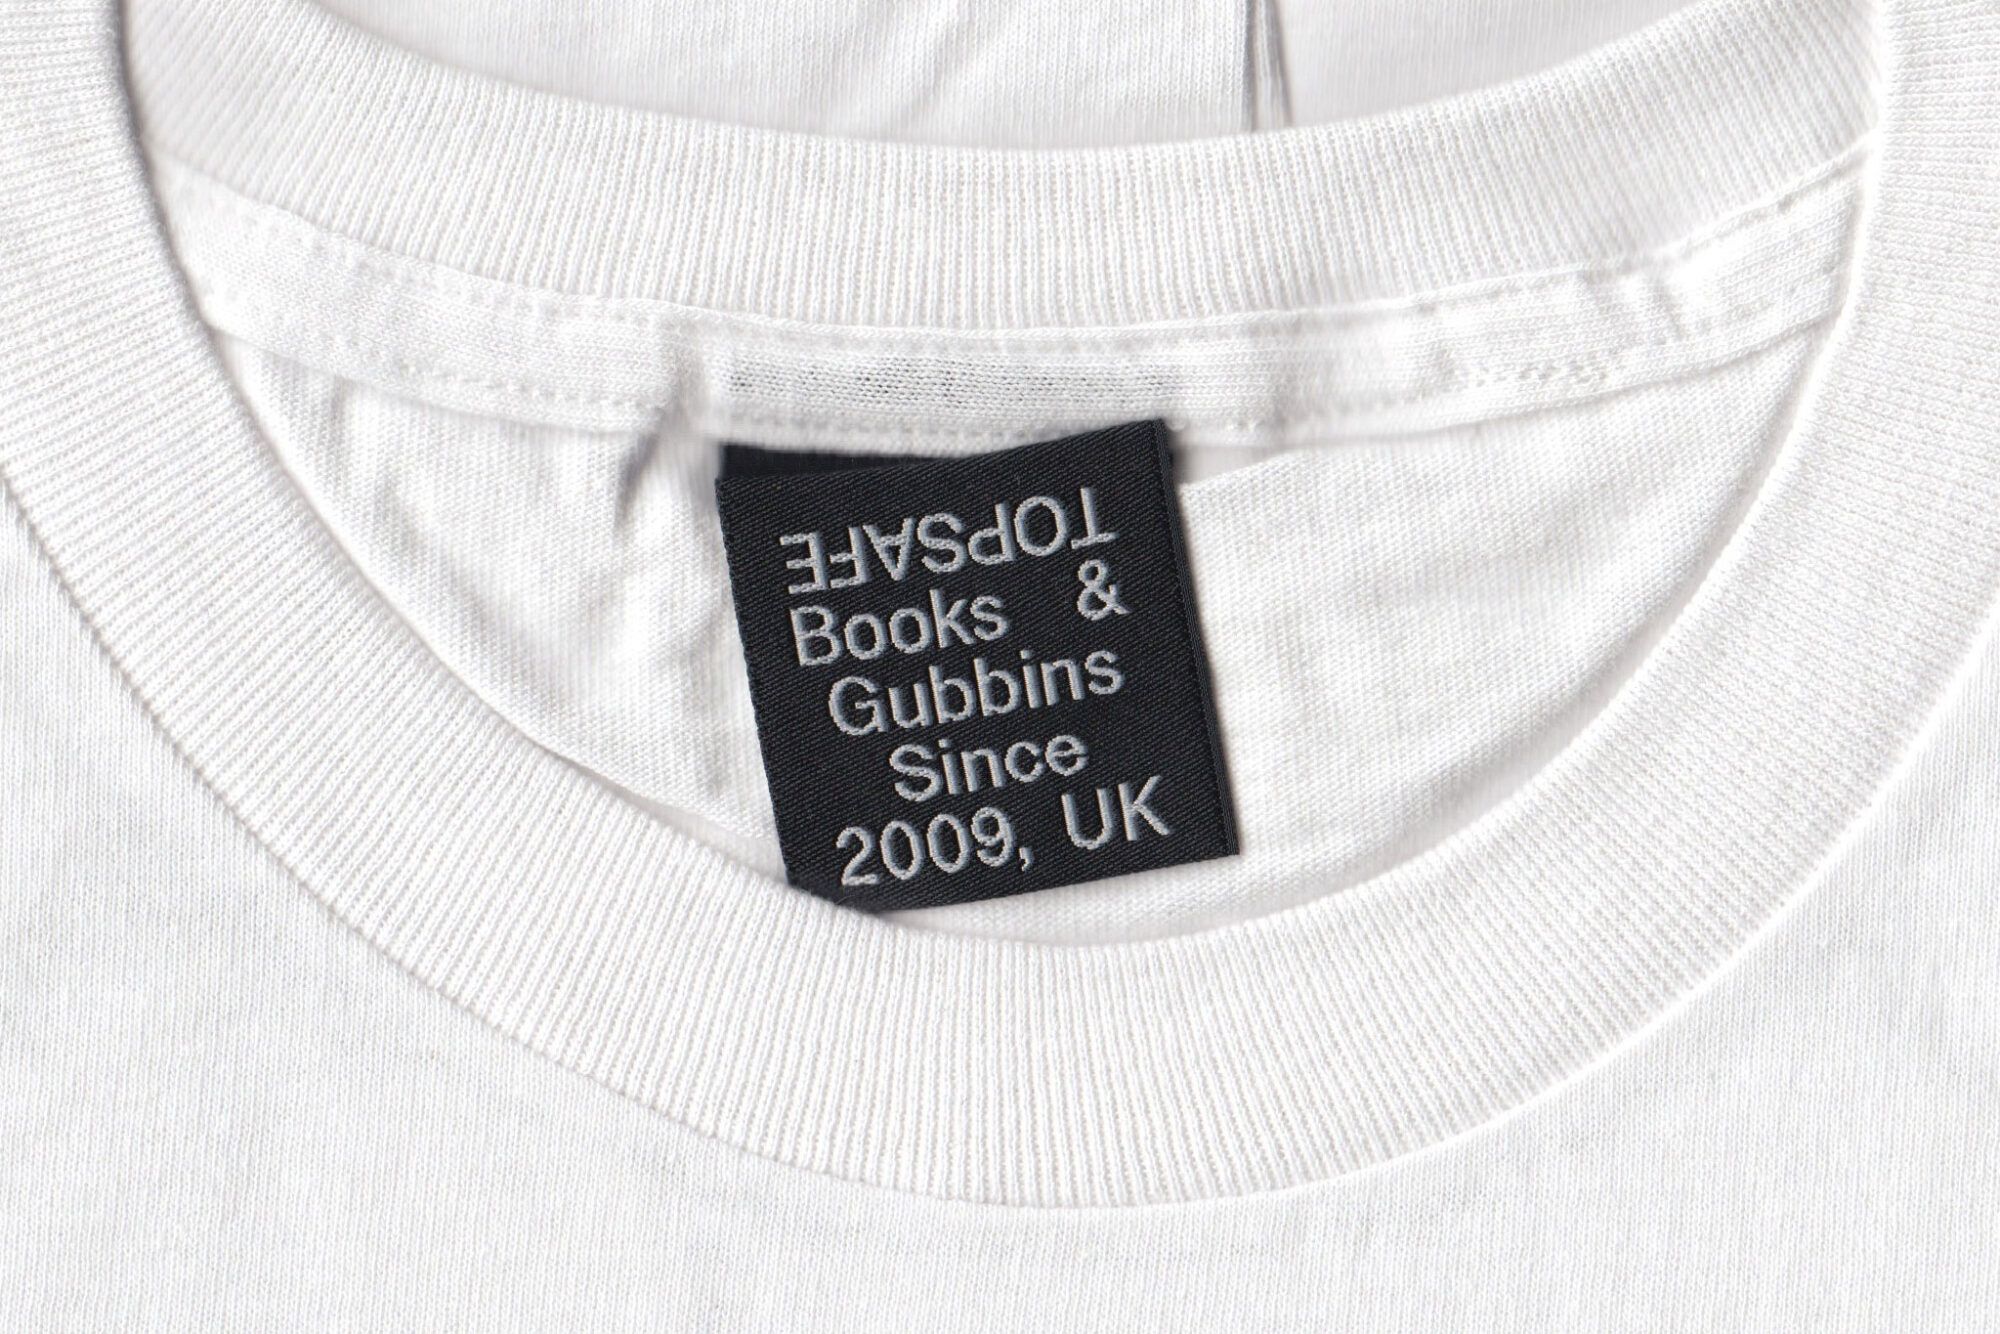 TOPSAFE
Books &
Gubbins
Since
2009, UK